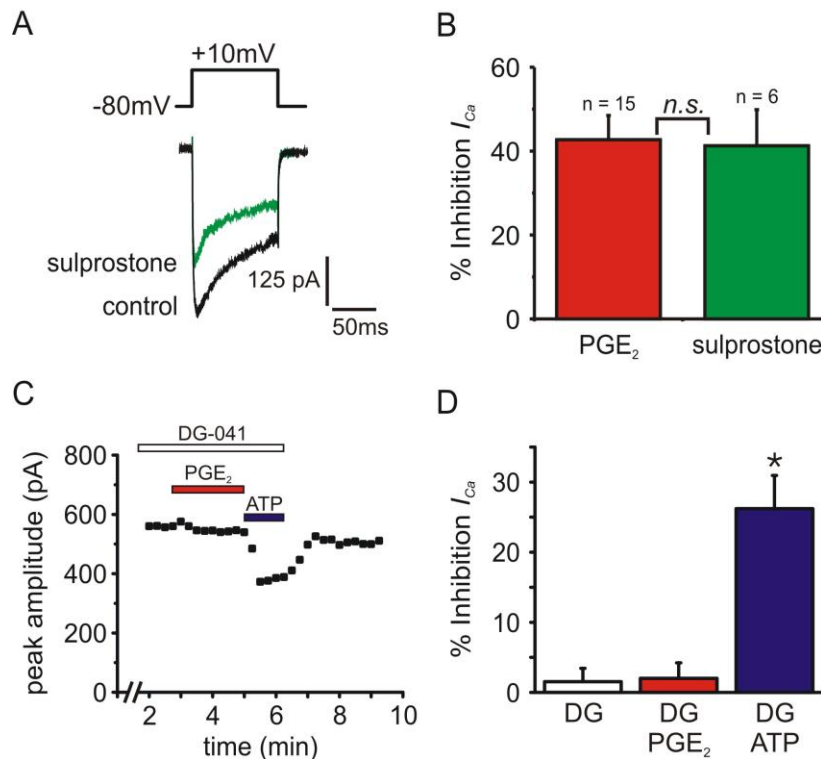 A
+10mV
-80mV
sulprostone
control
125 pA
50ms
B
% Inhibition I_Ca
60
40
20
0
n = 15
n.s.
n = 6
PGE₂
sulprostone
C
peak amplitude (pA)
800
600
400
200
0
DG-041
PGE₂
ATP
2 4 6 8 10
time (min)
D
% Inhibition I_Ca
30
20
10
0
*
DG DG DG
PGE₂ ATP